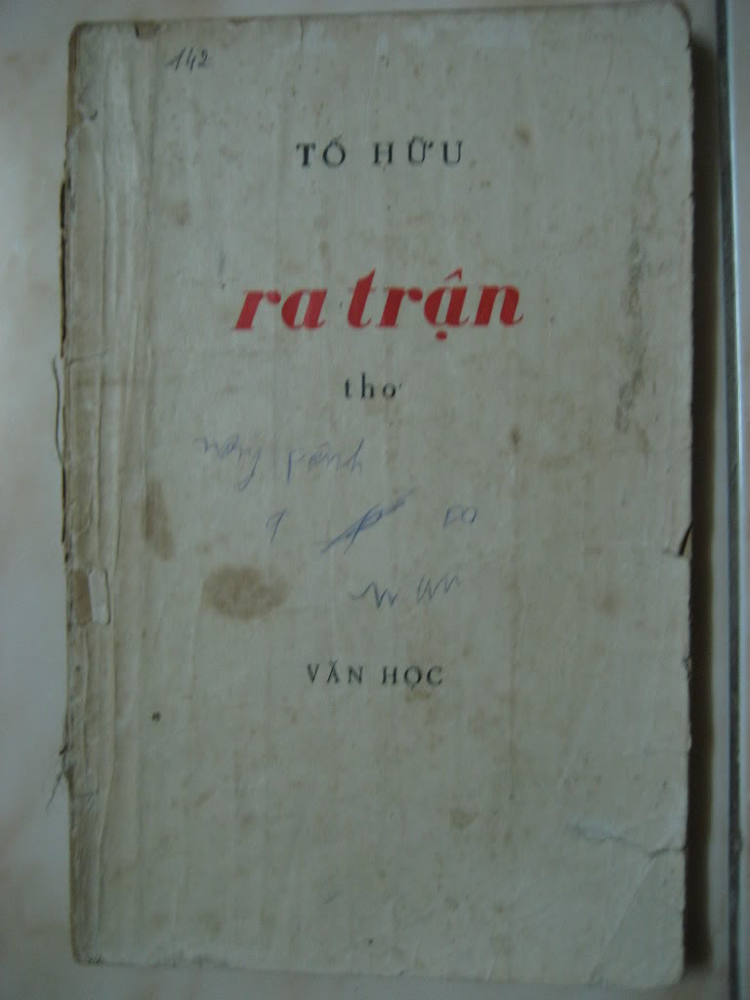 142
TỐ HỮU
ra trận
thơ
VĂN HỌC